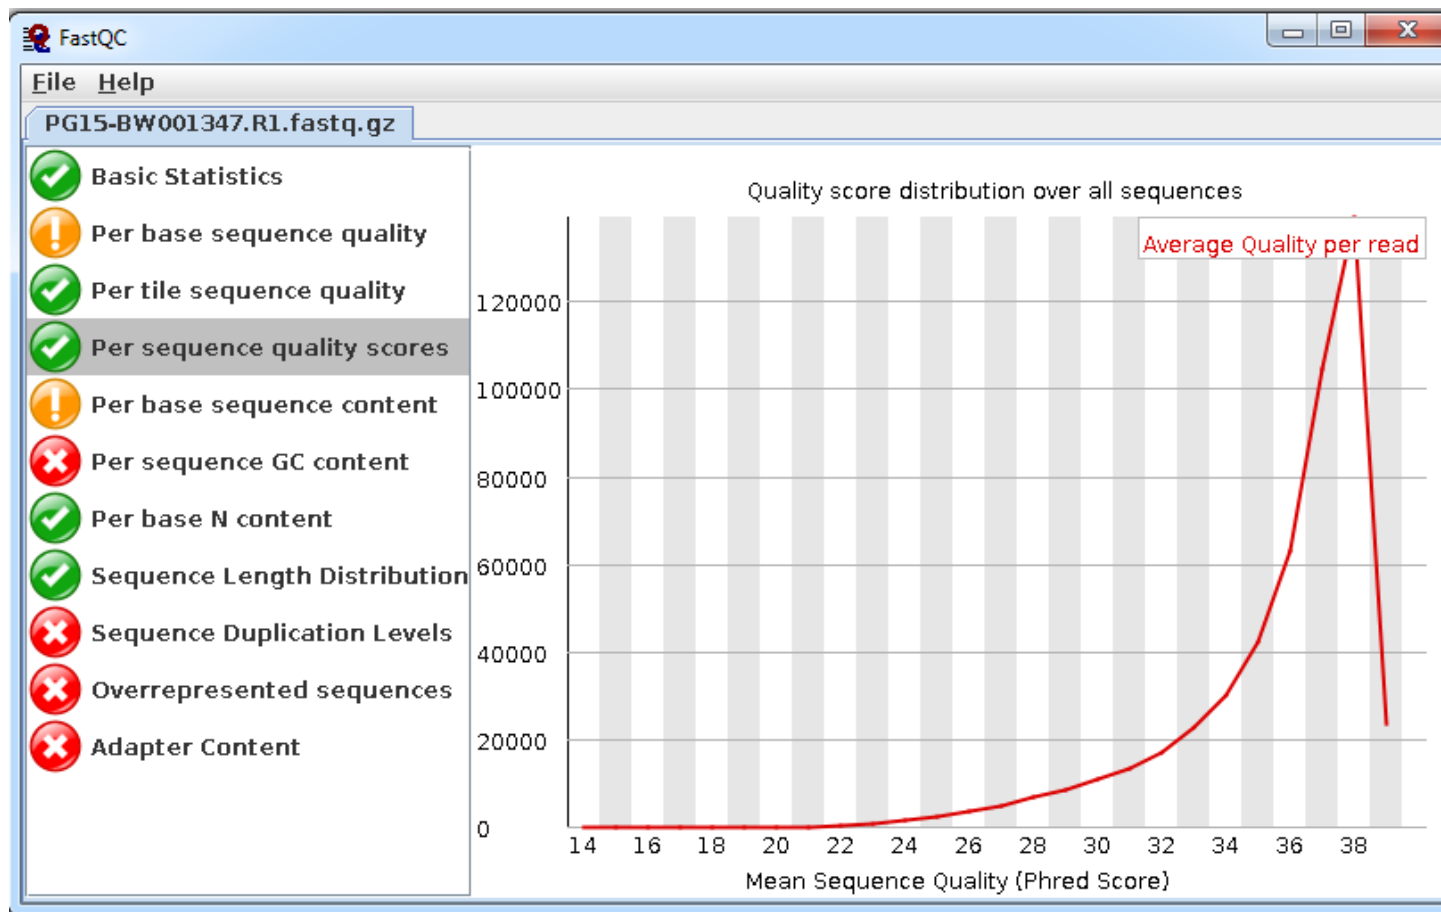 FastQC
File Help
PG15-BW001347.R1.fastq.gz
Basic Statistics
Per base sequence quality
Per tile sequence quality
Per sequence quality scores
Per base sequence content
Per sequence GC content
Per base N content
Sequence Length Distribution
Sequence Duplication Levels
Overrepresented sequences
Adapter Content
Quality score distribution over all sequences
Average Quality per read
120000
100000
80000
60000
40000
20000
0
14 16 18 20 22 24 26 28 30 32 34 36 38
Mean Sequence Quality (Phred Score)